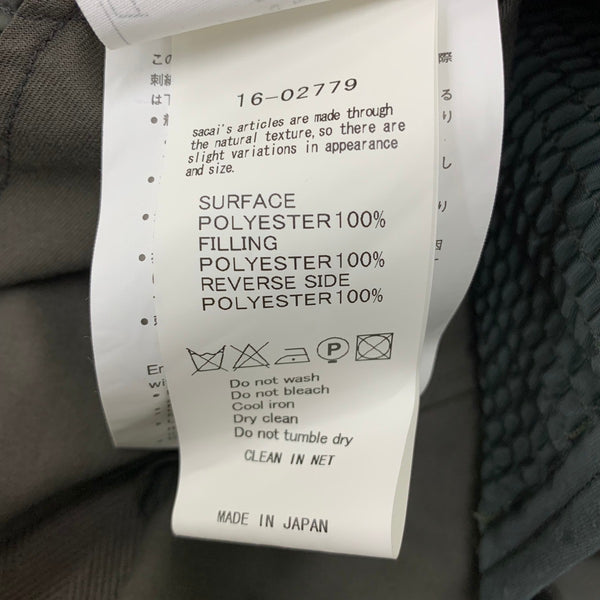 16-02779
sacai's articles are made through
the natural texture, so there are
slight variations in appearance
and size.
SURFACE
POLYESTER100%
FILLING
POLYESTER100%
REVERSE SIDE
POLYESTER100%
P
Do not wash
Do not bleach
Cool iron
Dry clean
Do not tumble dry
CLEAN IN NET
MADE IN JAPAN